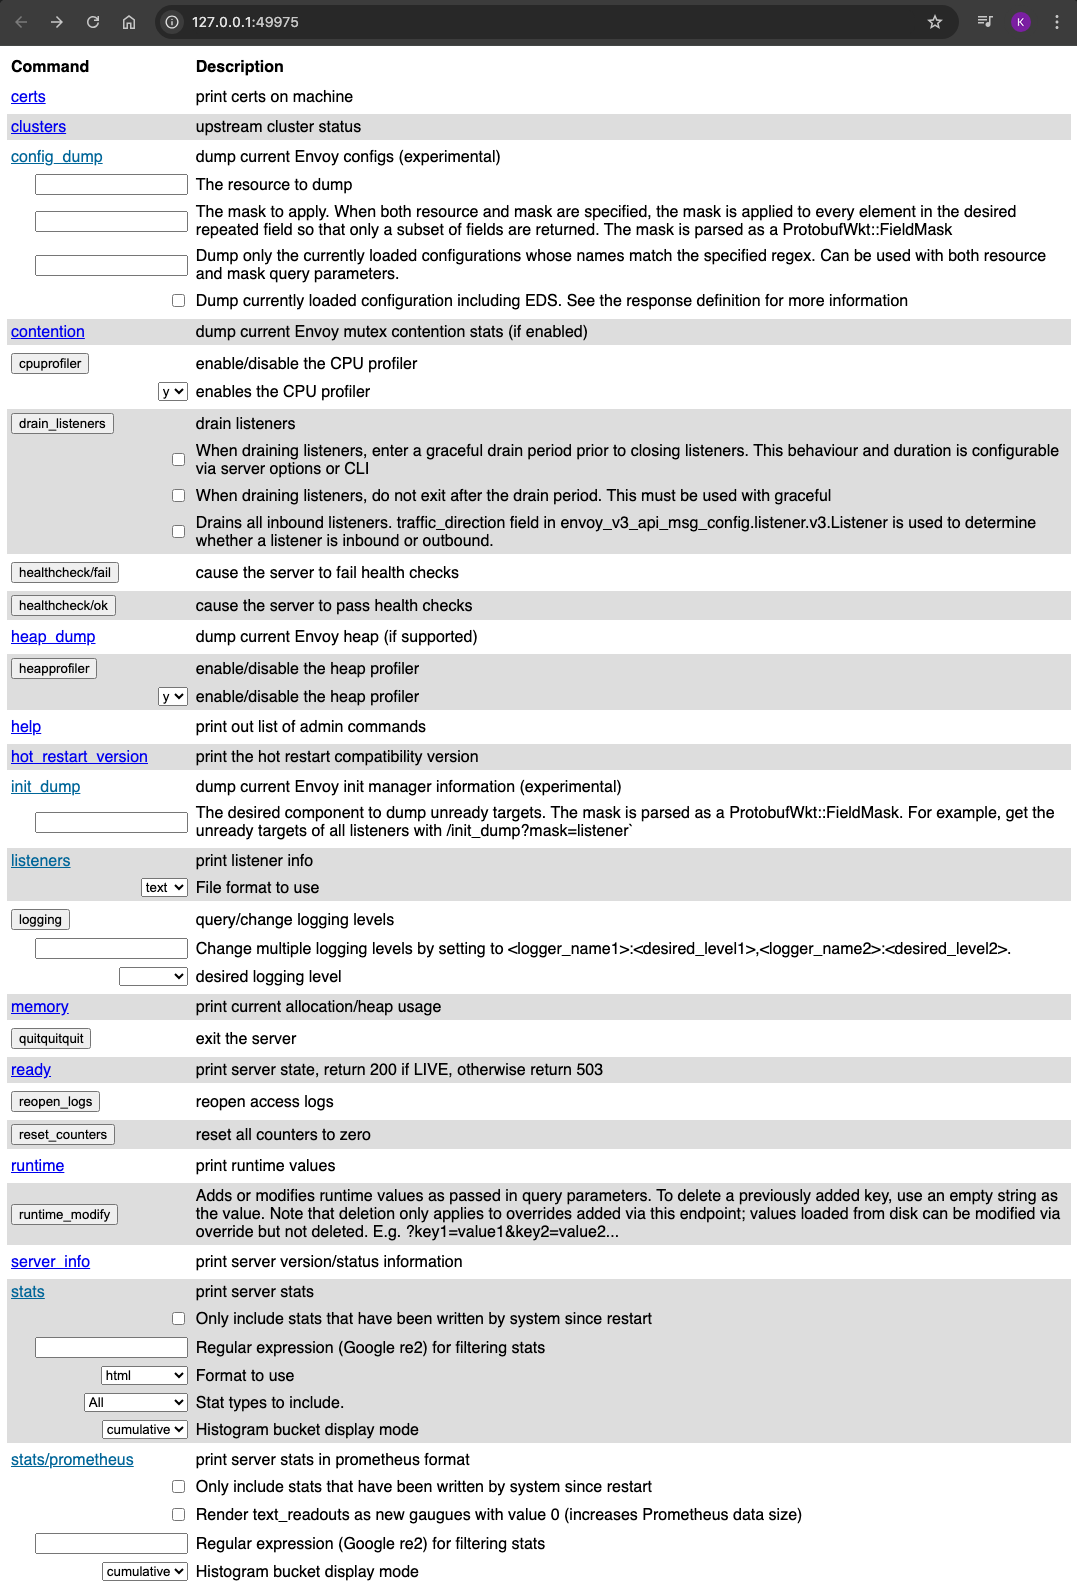 127.0.0.1:49975
K
Command Description
certs print certs on machine
clusters upstream cluster status
config_dump dump current Envoy configs (experimental)
The resource to dump
The mask to apply. When both resource and mask are specified, the mask is applied to every element in the desired
repeated field so that only a subset of fields are returned. The mask is parsed as a ProtobufWkt::FieldMask
Dump only the currently loaded configurations whose names match the specified regex. Can be used with both resource
and mask query parameters.
Dump currently loaded configuration including EDS. See the response definition for more information
contention dump current Envoy mutex contention stats (if enabled)
cpuprofiler enable/disable the CPU profiler
y enables the CPU profiler
drain_listeners drain listeners
When draining listeners, enter a graceful drain period prior to closing listeners. This behaviour and duration is configurable
via server options or CLI
When draining listeners, do not exit after the drain period. This must be used with graceful
Drains all inbound listeners. traffic_direction field in envoy_v3_api_msg_config.listener.v3.Listener is used to determine
whether a listener is inbound or outbound.
healthcheck/fail cause the server to fail health checks
healthcheck/ok cause the server to pass health checks
heap_dump dump current Envoy heap (if supported)
heapprofiler enable/disable the heap profiler
y enable/disable the heap profiler
help print out list of admin commands
hot_restart_version print the hot restart compatibility version
init_dump dump current Envoy init manager information (experimental)
The desired component to dump unready targets. The mask is parsed as a ProtobufWkt::FieldMask. For example, get the
unready targets of all listeners with /init_dump?mask=listener`
listeners print listener info
text File format to use
logging query/change logging levels
Change multiple logging levels by setting to <logger_name1>:<desired_level1>,<logger_name2>:<desired_level2>.
desired logging level
memory print current allocation/heap usage
quitquitquit exit the server
ready print server state, return 200 if LIVE, otherwise return 503
reopen_logs reopen access logs
reset_counters reset all counters to zero
runtime print runtime values
Adds or modifies runtime values as passed in query parameters. To delete a previously added key, use an empty string as
runtime_modify the value. Note that deletion only applies to overrides added via this endpoint; values loaded from disk can be modified via
override but not deleted. E.g. ?key1=value1&key2=value2...
server_info print server version/status information
stats print server stats
Only include stats that have been written by system since restart
Regular expression (Google re2) for filtering stats
html Format to use
All Stat types to include.
cumulative Histogram bucket display mode
stats/prometheus print server stats in prometheus format
Only include stats that have been written by system since restart
Render text_readouts as new gaugues with value 0 (increases Prometheus data size)
Regular expression (Google re2) for filtering stats
cumulative Histogram bucket display mode